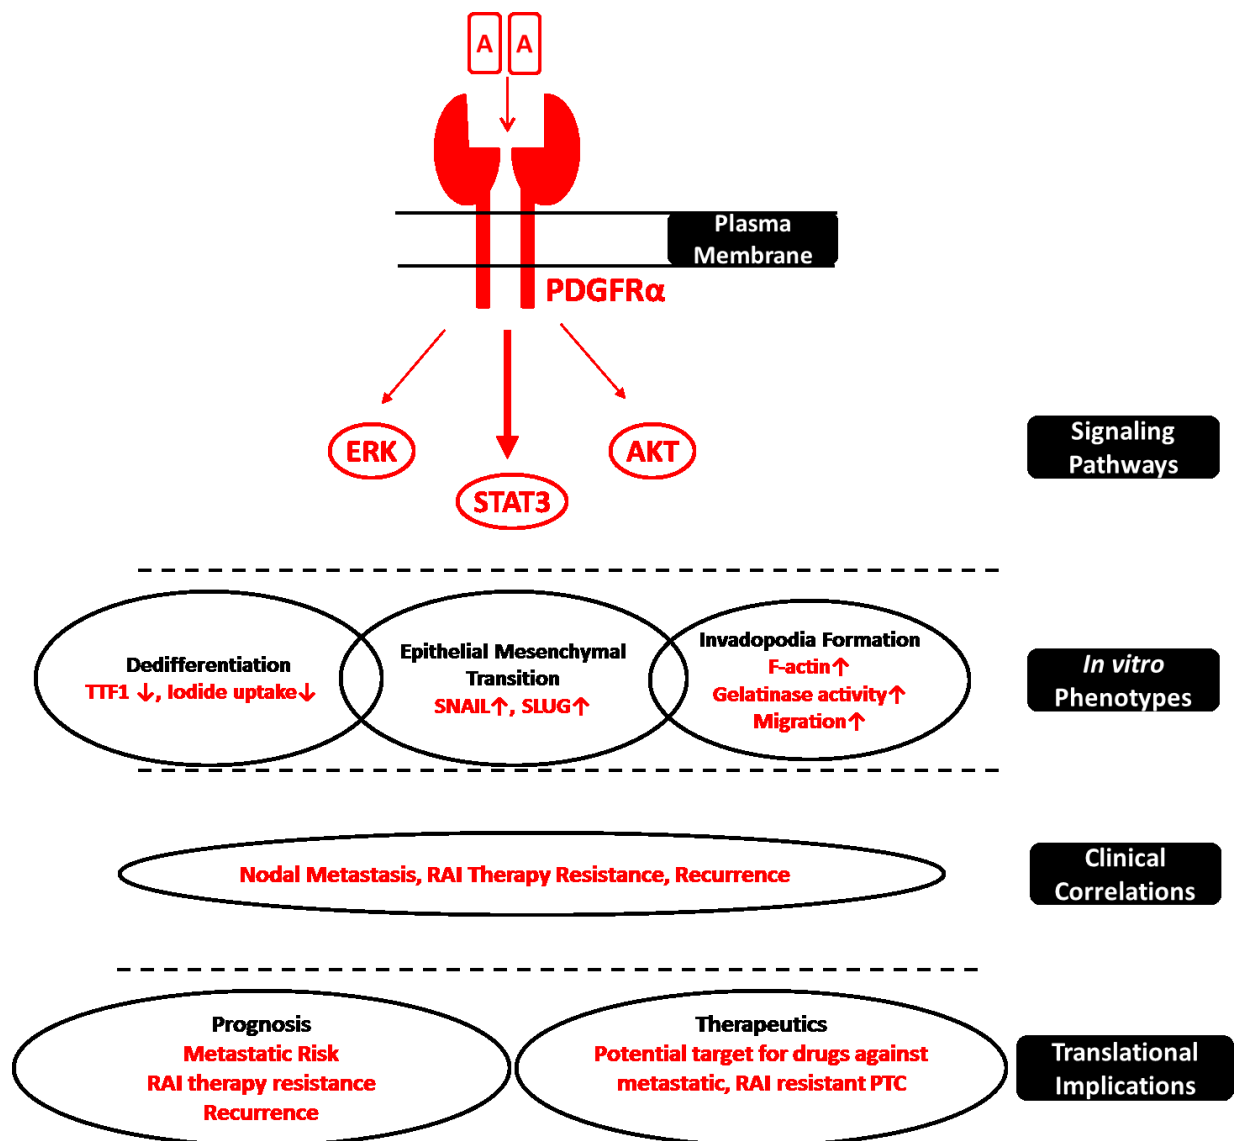 A A
Plasma
Membrane
PDGFRα
ERK
AKT
STAT3
Signaling
Pathways
Dedifferentiation
TTF1 ↓, Iodide uptake↓
Epithelial Mesenchymal
Transition
SNAIL↑, SLUG↑
Invadopodia Formation
F-actin↑
Gelatinase activity↑
Migration↑
In vitro
Phenotypes
Nodal Metastasis, RAI Therapy Resistance, Recurrence
Clinical
Correlations
Prognosis
Metastatic Risk
RAI therapy resistance
Recurrence
Therapeutics
Potential target for drugs against
metastatic, RAI resistant PTC
Translational
Implications